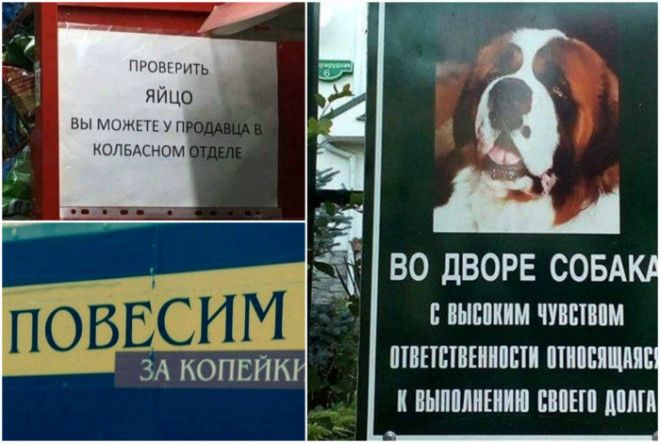 ПРОВЕРИТЬ
ЯЙЦО
ВЫ МОЖЕТЕ У ПРОДАВЦА В
КОЛБАСНОМ ОТДЕЛЕ
ПОВЕСИМ
ЗА КОПЕЙКИ
6
ВО ДВОРЕ СОБАКА
С ВЫСОКИМ ЧУВСТВОМ
ОТВЕТСТВЕННОСТИ ОТНОСЯЩАЯСЯ
К ВЫПОЛНЕНИЮ СВОЕГО ДОЛГА